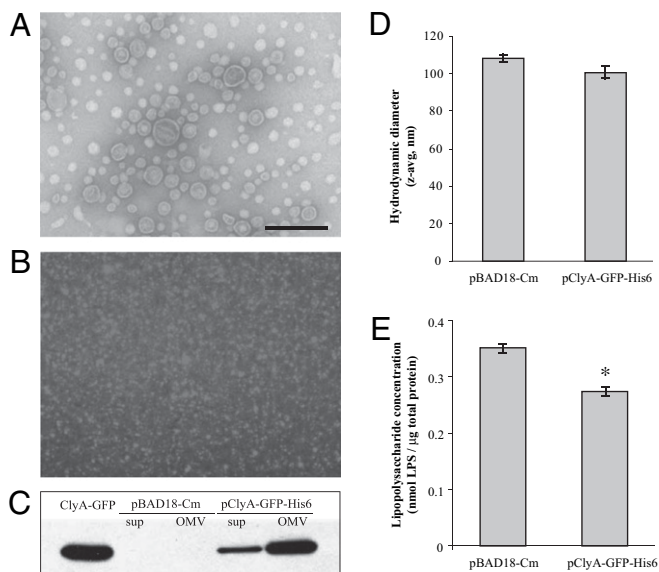 A
B
C
ClyA-GFP pBAD18-Cm pClyA-GFP-His6
sup OMV sup OMV
D
Hydrodynamic diameter
(z-avg, nm)
120
100
80
60
40
20
0
pBAD18-Cm pClyA-GFP-His6
E
Lipopolysaccharide concentration
(nmol LPS / µg total protein)
0.4
0.3
0.2
0.1
0
*
pBAD18-Cm pClyA-GFP-His6